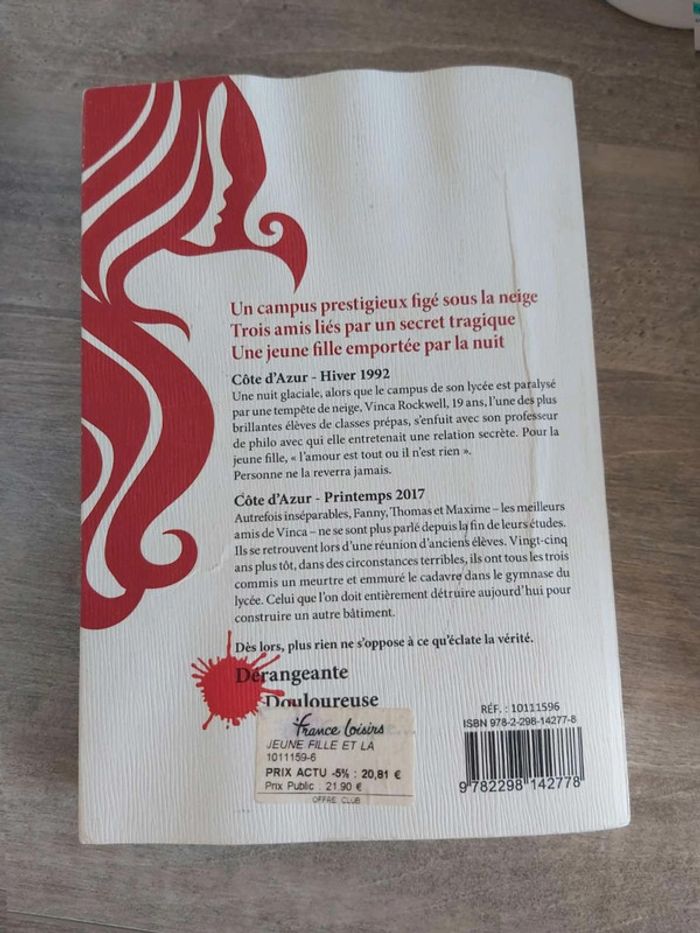 Un campus prestigieux figé sous la neige
Trois amis liés par un secret tragique
Une jeune fille emportée par la nuit
Côte d'Azur - Hiver 1992
Une nuit glaciale, alors que le campus de son lycée est paralysé
par une tempête de neige, Vinca Rockwell, 19 ans, l'une des plus
brillantes élèves de classes prépas, s'enfuit avec son professeur
de philo avec qui elle entretenait une relation secrète. Pour la
jeune fille, « l'amour est tout ou il n'est rien ».
Personne ne la reverra jamais.
Côte d'Azur - Printemps 2017
Autrefois inséparables, Fanny, Thomas et Maxime – les meilleurs
amis de Vinca – ne se sont plus parlé depuis la fin de leurs études.
Ils se retrouvent lors d'une réunion d'anciens élèves. Vingt-cinq
ans plus tôt, dans des circonstances terribles, ils ont tous les trois
commis un meurtre et emmuré le cadavre dans le gymnase du
lycée. Celui que l'on doit entièrement détruire aujourd'hui pour
construire un autre bâtiment.
Dès lors, plus rien ne s'oppose à ce qu'éclate la vérité.
Dérangeante
Douloureuse
France Loisirs
JEUNE FILLE ET LA
1011159-6
PRIX ACTU -5% : 20,81 €
Prix Public : 21.90 €
OFFRE CLUB
RÉF. : 10111596
ISBN 978-2-298-14277-8
9 782298 142778